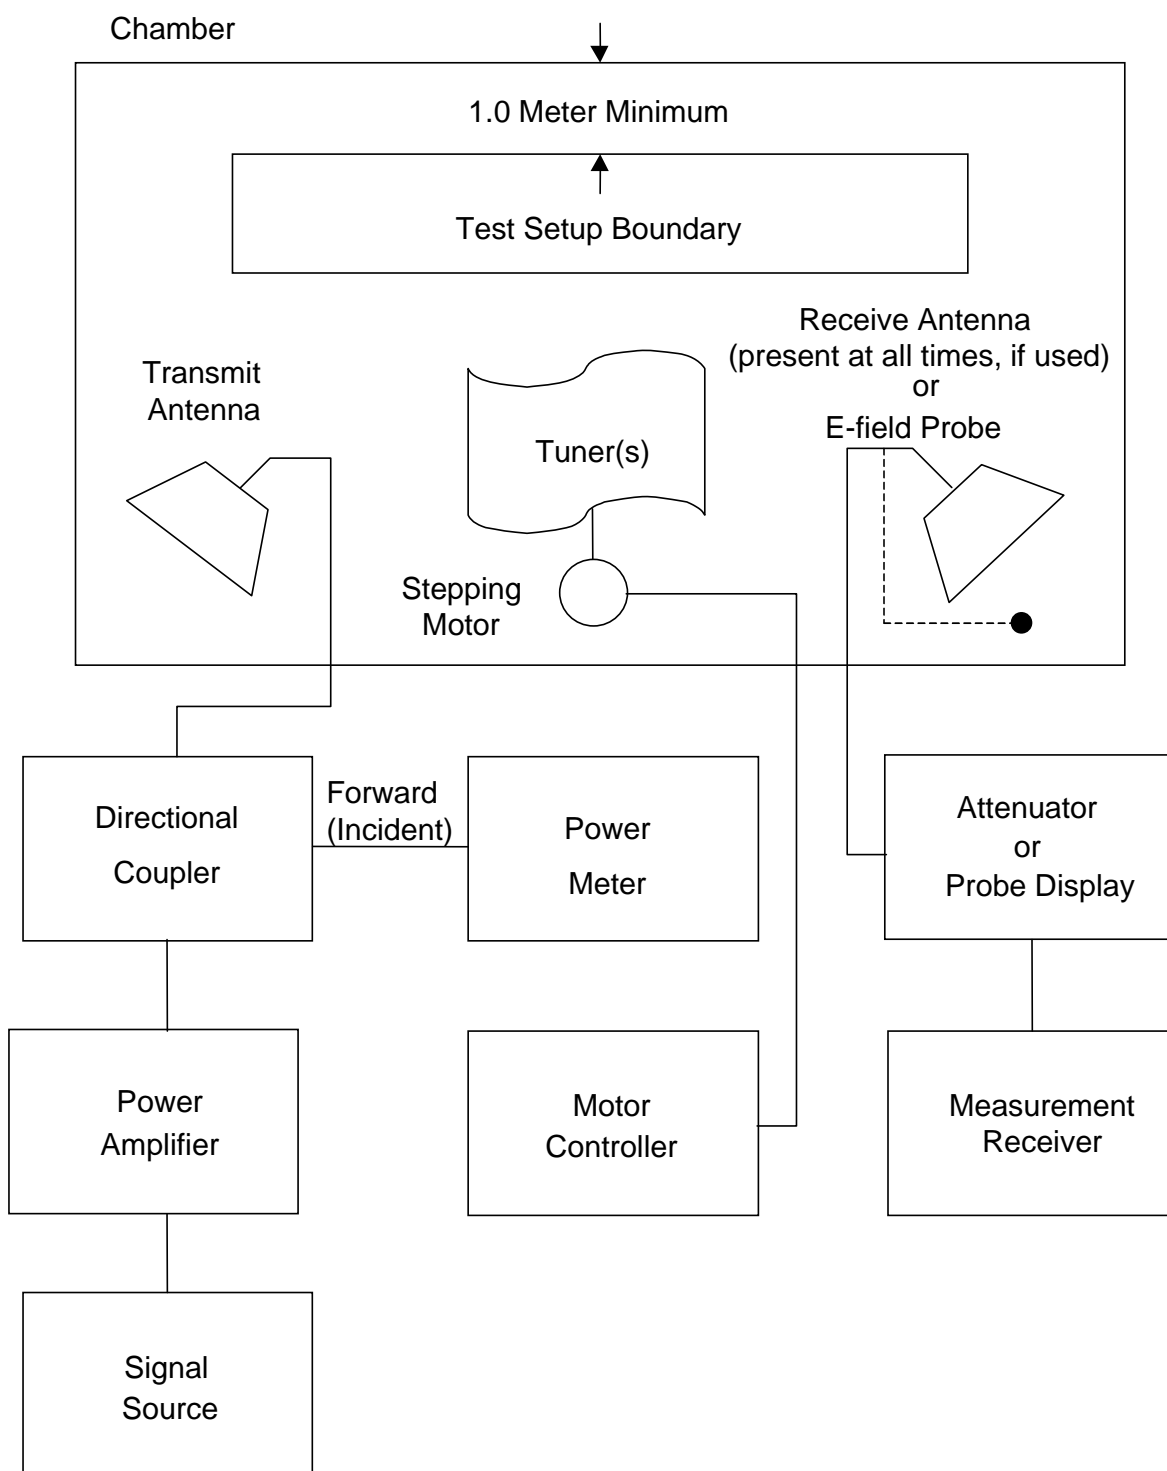 Chamber
1.0 Meter Minimum
Test Setup Boundary
Receive Antenna
(present at all times, if used)
or
E-field Probe
Transmit
Antenna
Tuner(s)
Stepping
Motor
Directional
Coupler
Forward
(Incident)
Power
Meter
Attenuator
or
Probe Display
Power
Amplifier
Motor
Controller
Measurement
Receiver
Signal
Source